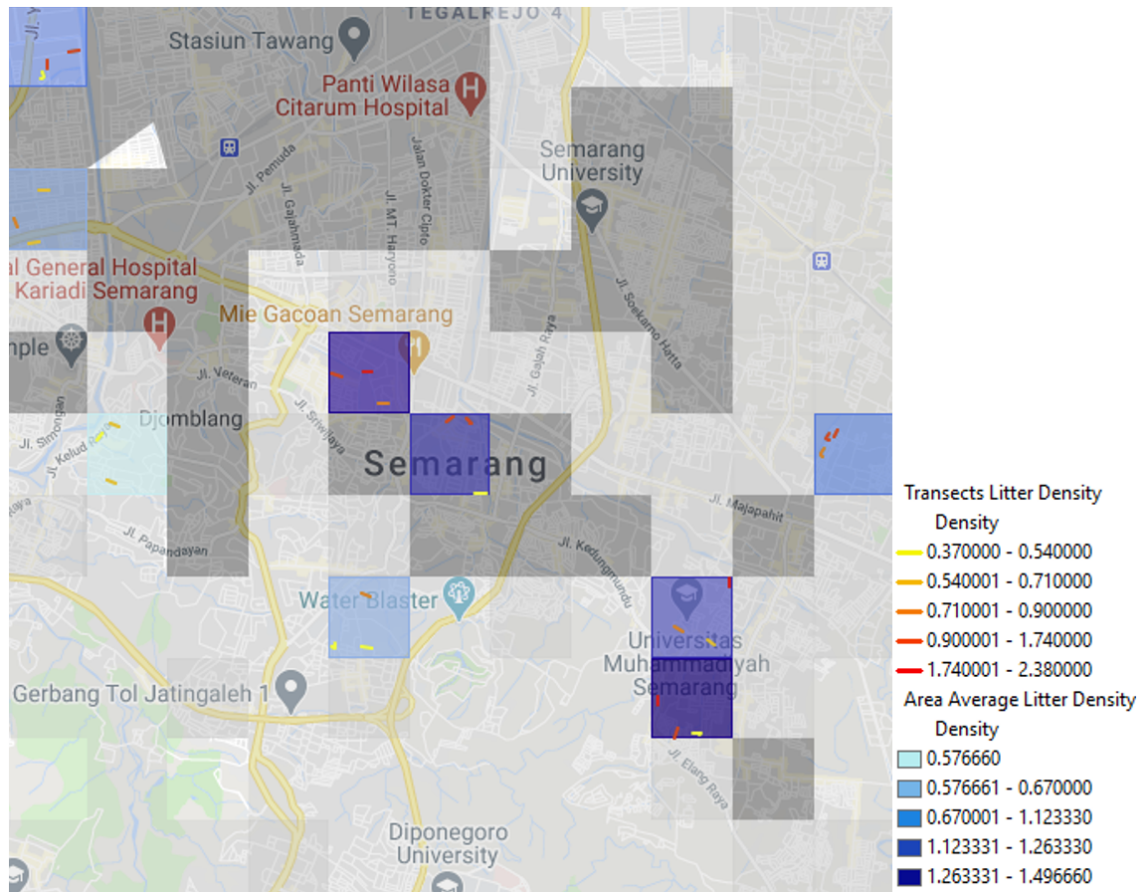 TEGALREJO 4
Jl. Y
Stasiun Tawang
Panti Wilasa
Citarum Hospital
Semarang
University
Jl. Pemuda
Jl. Gajahmada
Jl. MT. Haryono
Jalan Dokter Cipto
al General Hospital
Kariadi Semarang
Jl. Soekarno Hatta
Mie Gacoan Semarang
mple
Jl. Gajah Raya
Jl. Veteran
Jl. Simongan
Jl. Kelud Raya
Djomblang
Jl. Sriwijaya
Semarang
Jl. Majapahit
Jl. Papandayan
Jl. Kedungmundu
Water Blaster
Universitas
Muhammadiyah
Semarang
Gerbang Tol Jatingaleh 1
Jl. Elang Raya
Diponegoro
University
Transects Litter Density
Density
0.370000 - 0.540000
0.540001 - 0.710000
0.710001 - 0.900000
0.900001 - 1.740000
1.740001 - 2.380000
Area Average Litter Density
Density
0.576660
0.576661 - 0.670000
0.670001 - 1.123330
1.123331 - 1.263330
1.263331 - 1.496660